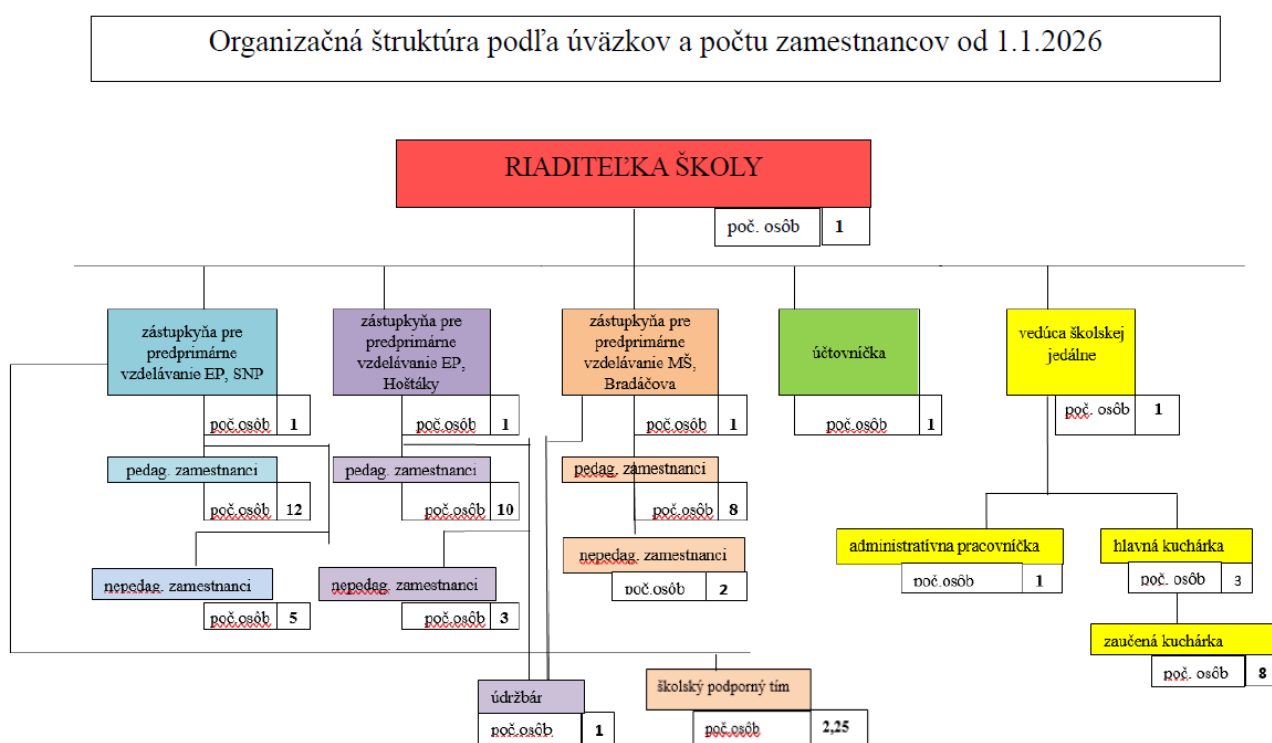 Organizačná štruktúra podľa úväzkov a počtu zamestnancov od 1.1.2026
RIADITEĽKA ŠKOLY
poč. osôb 1
zástupkyňa pre
predprimárne
vzdelávanie EP, SNP
poč.osôb 1
zástupkyňa pre
predprimárne
vzdelávanie EP,
Hoštáky
poč.osôb 1
zástupkyňa pre
predprimárne
vzdelávanie MŠ,
Bradáčova
poč.osôb 1
účtovníčka
poč.osôb 1
vedúca školskej
jedálne
poč. osôb 1
pedag. zamestnanci
poč.osôb 12
pedag. zamestnanci
poč.osôb 10
pedag. zamestnanci
poč.osôb 8
nepedag. zamestnanci
poč.osôb 5
nepedag. zamestnanci
poč.osôb 3
nepedag. zamestnanci
poč.osôb 2
administratívna pracovníčka
poč.osôb 1
hlavná kuchárka
poč. osôb 3
zaučená kuchárka
poč. osôb 8
údržbár
poč.osôb 1
školský podporný tím
poč.osôb 2,25